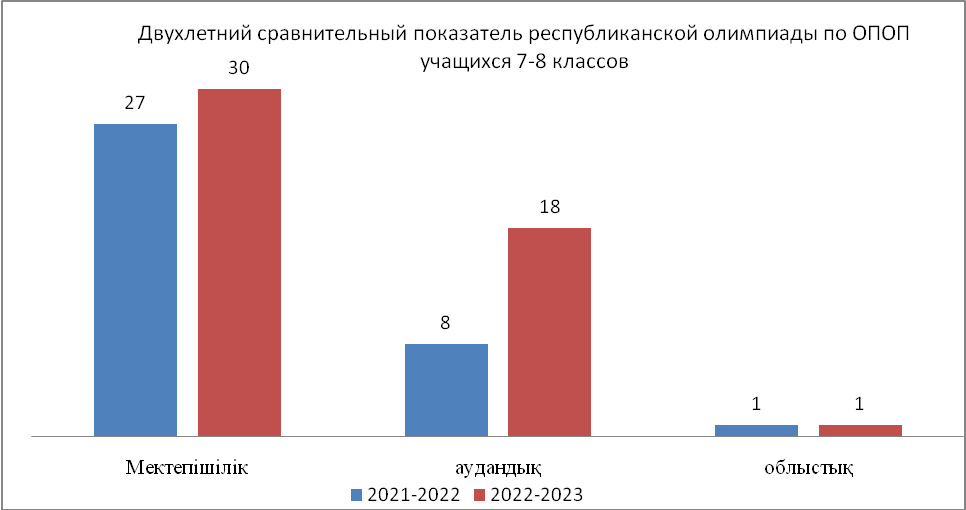 Двухлетний сравнительный показатель республиканской олимпиады по ОПОП
учащихся 7-8 классов
27
30
8
18
1
1
Мектепішілік
аудандық
облыстық
2021-2022
2022-2023